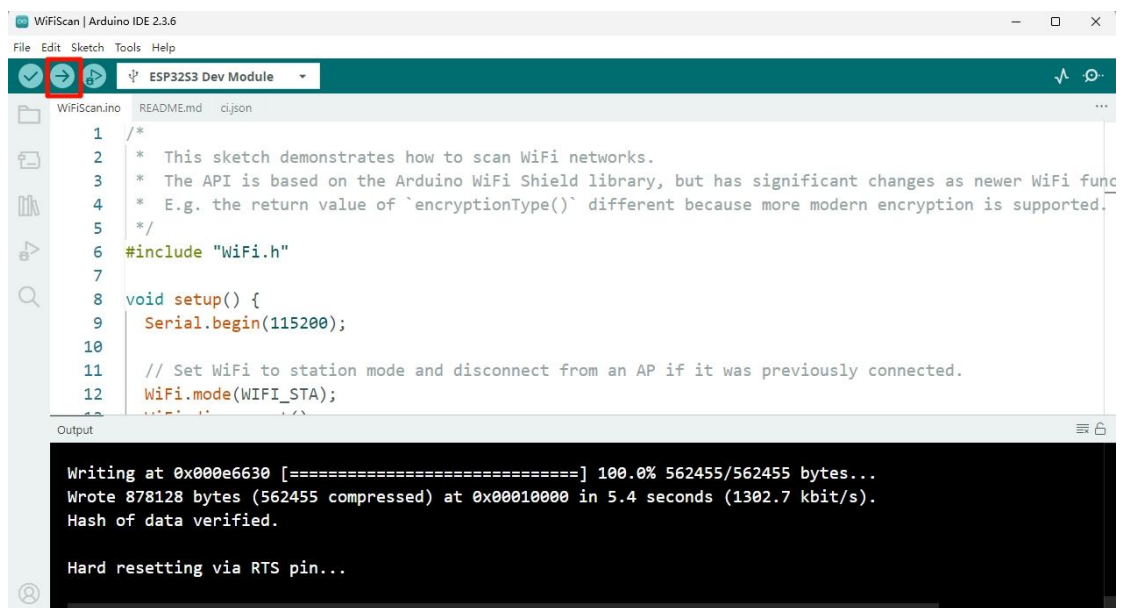 WiFiScan | Arduino IDE 2.3.6
File Edit Sketch Tools Help
ESP32S3 Dev Module
WiFiScan.ino README.md ci.json
1 /*
2 * This sketch demonstrates how to scan WiFi networks.
3 * The API is based on the Arduino WiFi Shield library, but has significant changes as newer WiFi func
4 * E.g. the return value of `encryptionType()` different because more modern encryption is supported.
5 */
6 #include "WiFi.h"
7
8 void setup() {
9 Serial.begin(115200);
10
11 // Set WiFi to station mode and disconnect from an AP if it was previously connected.
12 WiFi.mode(WIFI_STA);
Output
Writing at 0x000e6630 [==============================] 100.0% 562455/562455 bytes...
Wrote 878128 bytes (562455 compressed) at 0x00010000 in 5.4 seconds (1302.7 kbit/s).
Hash of data verified.
Hard resetting via RTS pin...